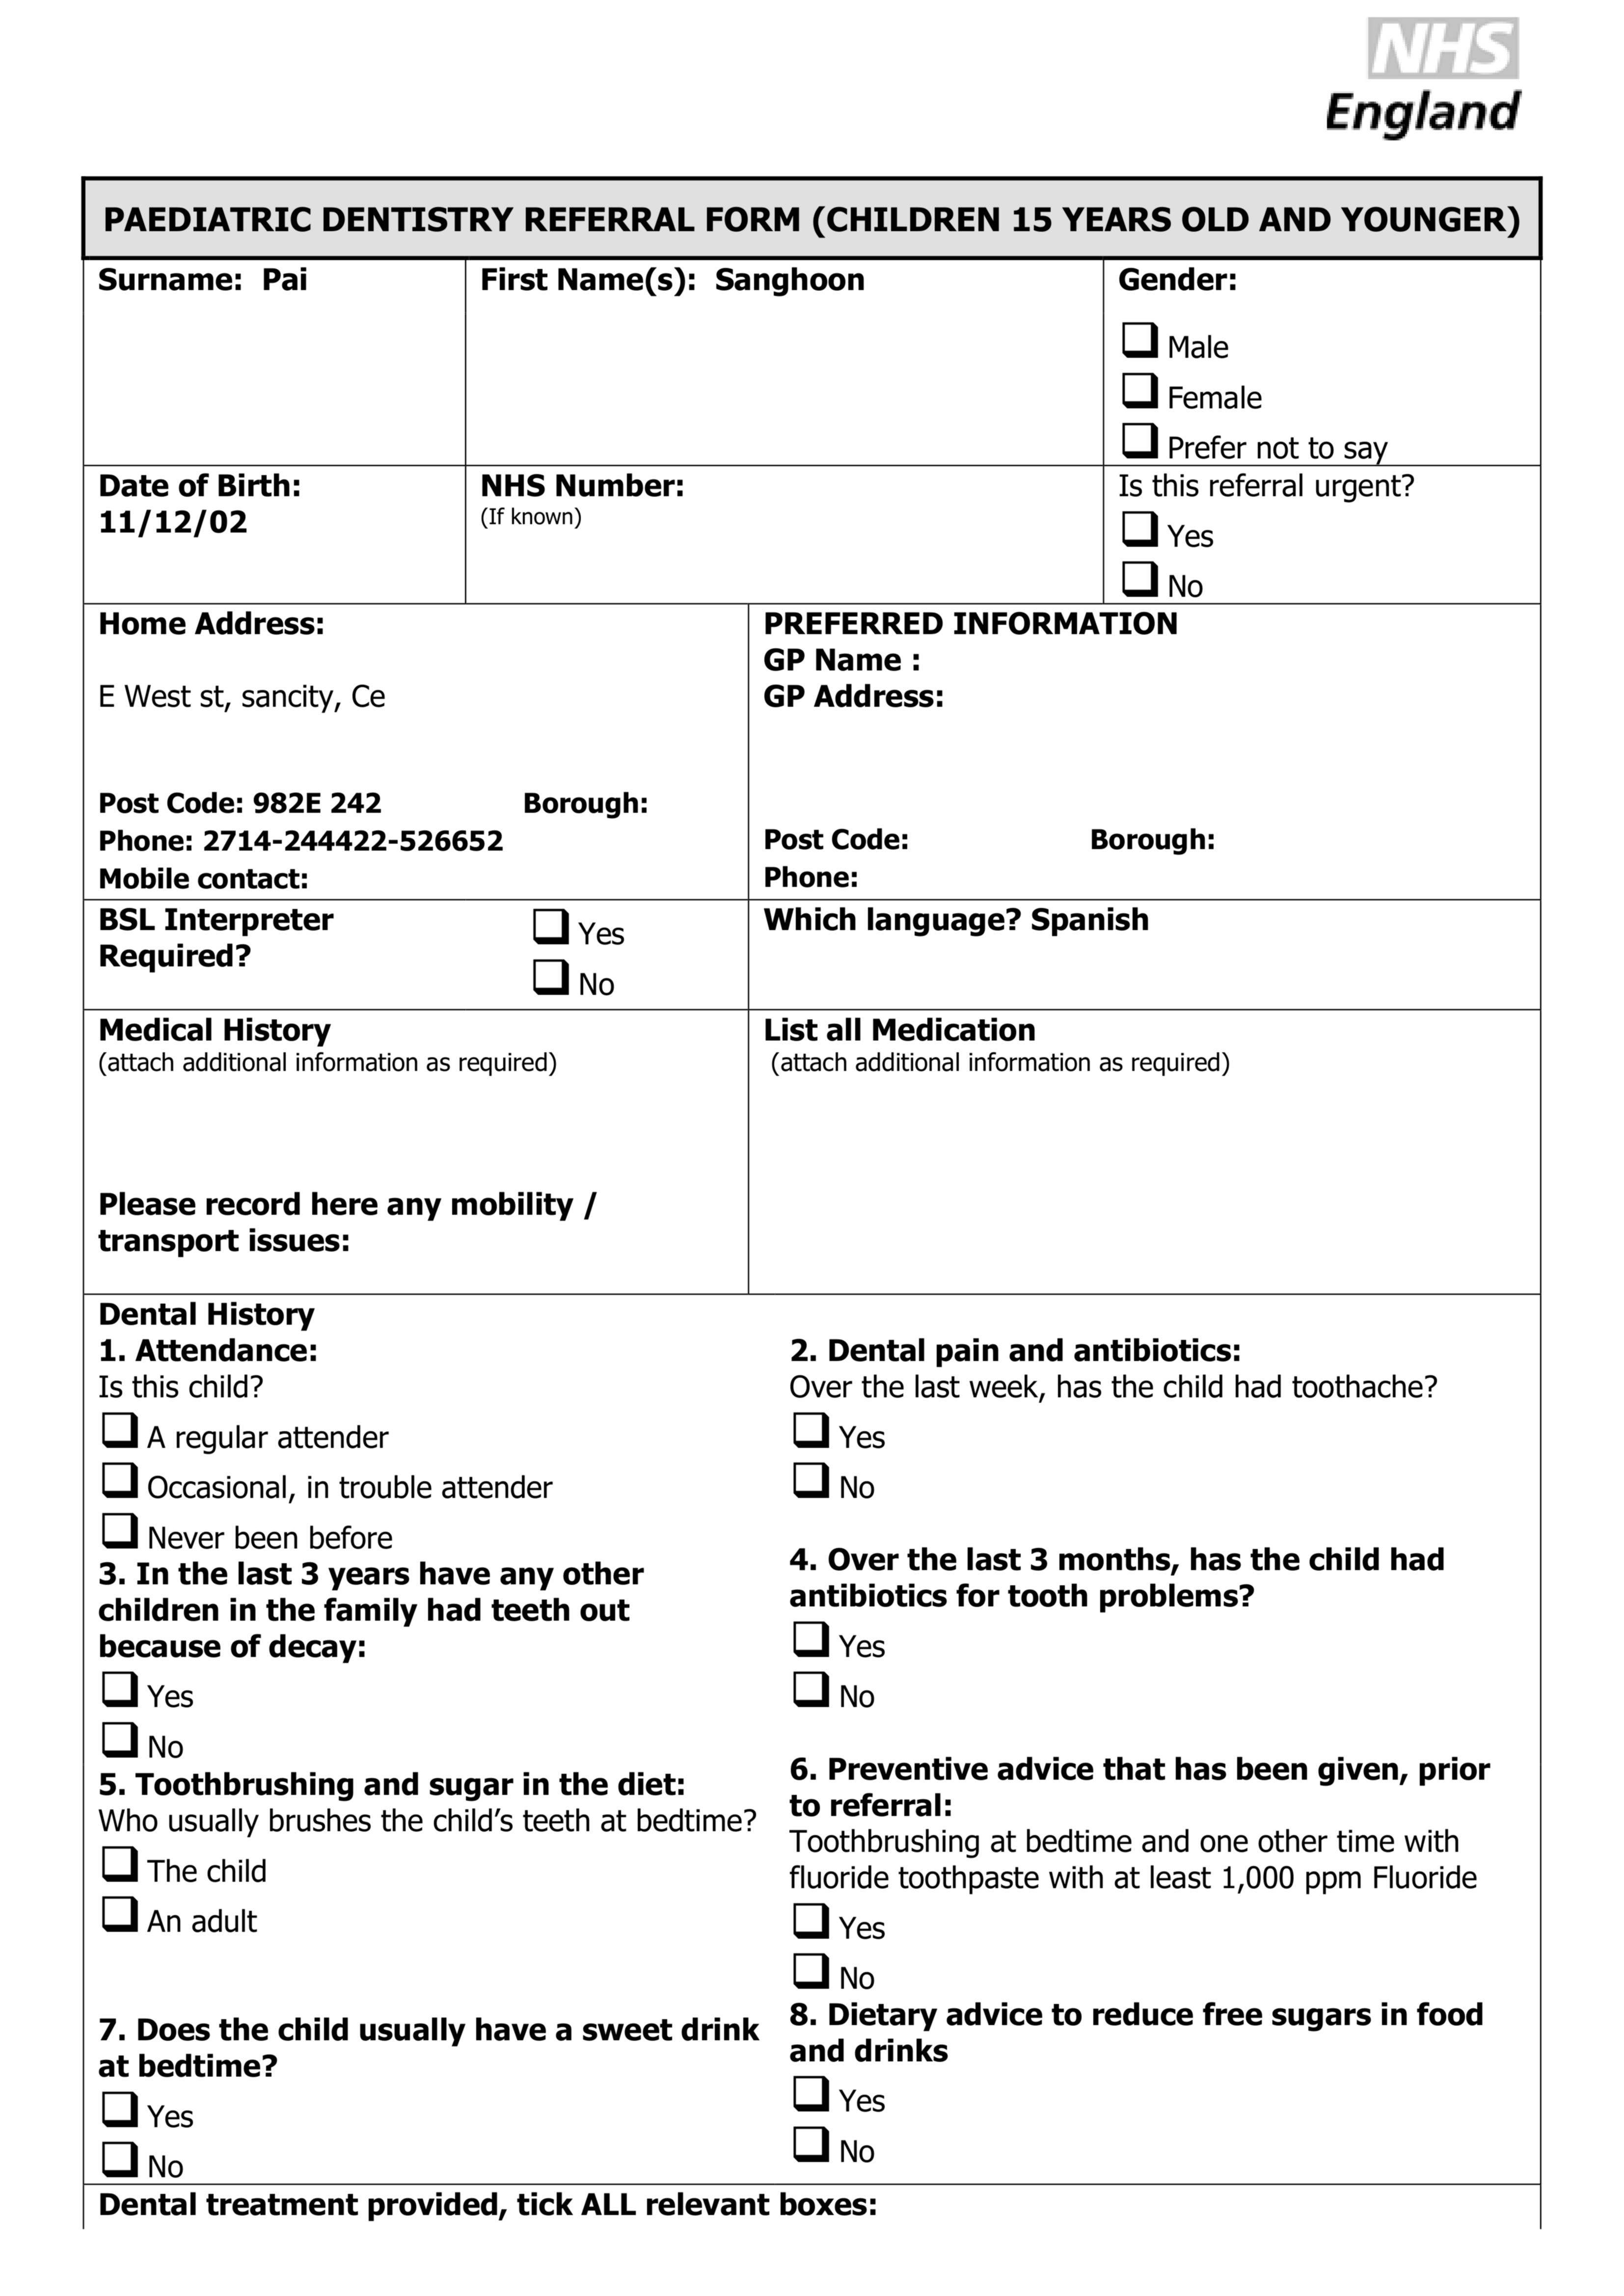 NHS
England
PAEDIATRIC DENTISTRY REFERRAL FORM (CHILDREN 15 YEARS OLD AND YOUNGER)
Surname: Pai
First Name(s): Sanghoon
Gender:
Male
Female
Prefer not to say
Date of Birth:
11/12/02
NHS Number:
(If known)
Is this referral urgent?
Yes
No
Home Address:
E West st, sancity, Ce
Post Code: 982E 242 Borough:
Phone: 2714-244422-526652
Mobile contact:
PREFERRED INFORMATION
GP Name :
GP Address:
Post Code: Borough:
Phone:
BSL Interpreter
Required?
Yes
No
Which language? Spanish
Medical History
(attach additional information as required)
Please record here any mobility /
transport issues:
List all Medication
(attach additional information as required)
Dental History
1. Attendance:
Is this child?
A regular attender
Occasional, in trouble attender
Never been before
2. Dental pain and antibiotics:
Over the last week, has the child had toothache?
Yes
No
3. In the last 3 years have any other
children in the family had teeth out
because of decay:
Yes
No
4. Over the last 3 months, has the child had
antibiotics for tooth problems?
Yes
No
5. Toothbrushing and sugar in the diet:
Who usually brushes the child’s teeth at bedtime?
The child
An adult
6. Preventive advice that has been given, prior
to referral:
Toothbrushing at bedtime and one other time with
fluoride toothpaste with at least 1,000 ppm Fluoride
Yes
No
7. Does the child usually have a sweet drink
at bedtime?
Yes
No
8. Dietary advice to reduce free sugars in food
and drinks
Yes
No
Dental treatment provided, tick ALL relevant boxes: